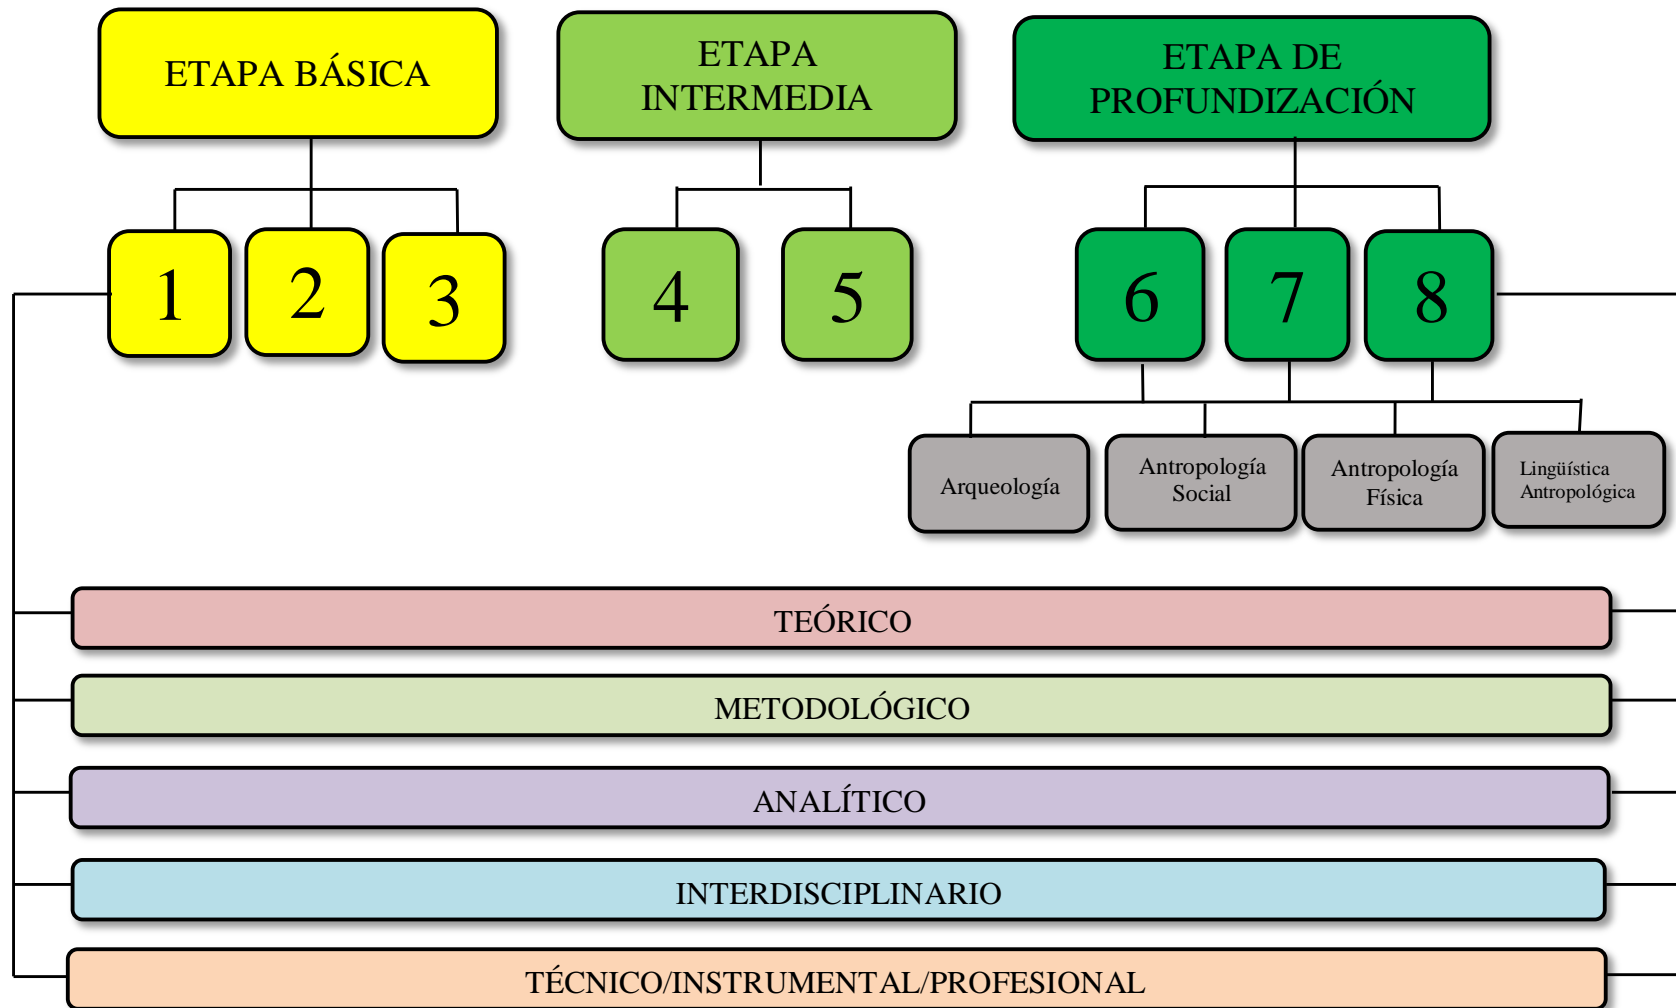 ETAPA BÁSICA
ETAPA
INTERMEDIA
ETAPA DE
PROFUNDIZACIÓN
1
2
3
4
5
6
7
8
Arqueología
Antropología
Social
Antropología
Física
Lingüística
Antropológica
TEÓRICO
METODOLÓGICO
ANALÍTICO
INTERDISCIPLINARIO
TÉCNICO/INSTRUMENTAL/PROFESIONAL